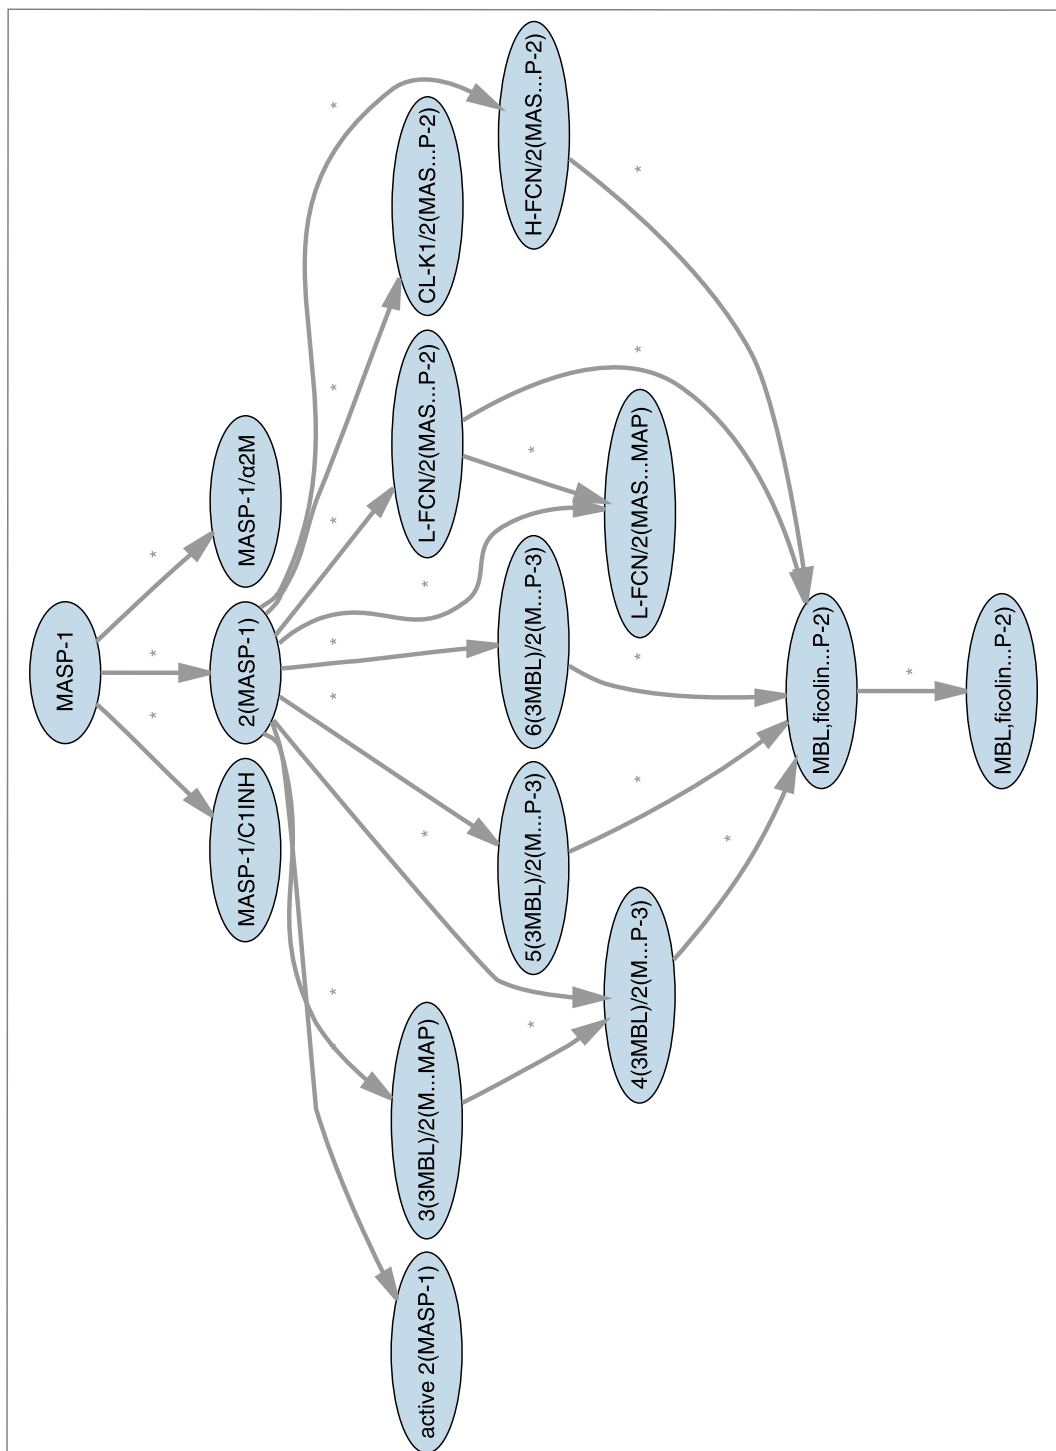 MASP-1
MASP-1/C1INH
2(MASP-1)
MASP-1/α2M
*
*
*
active 2(MASP-1)
3(3MBL)/2(M...MAP)
L-FCN/2(MAS...P-2)
CL-K1/2(MAS...P-2)
*
*
*
*
*
*
*
5(3MBL)/2(M...P-3)
6(3MBL)/2(M...P-3)
H-FCN/2(MAS...P-2)
*
*
4(3MBL)/2(M...P-3)
L-FCN/2(MAS...MAP)
*
*
*
*
*
*
*
MBL,ficolin...P-2)
*
MBL,ficolin...P-2)